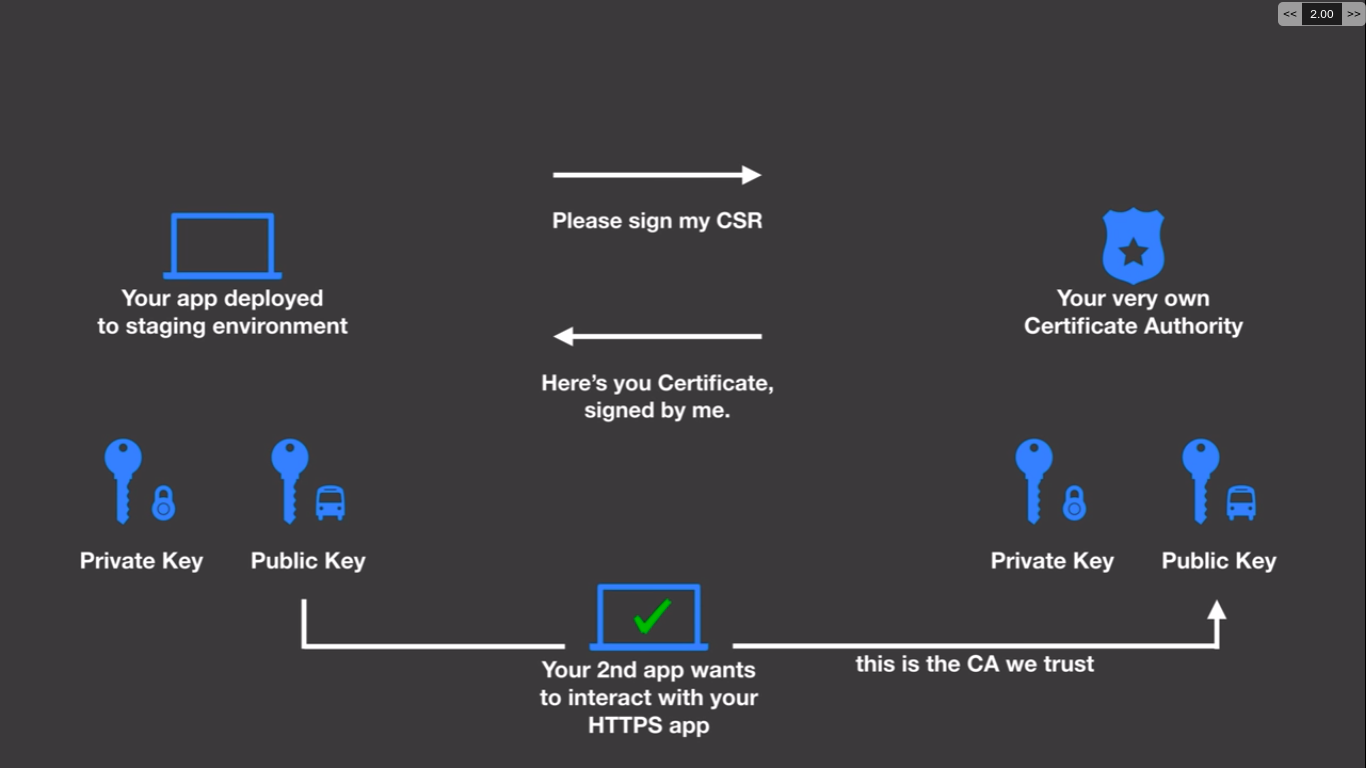 << 2.00 >>
Please sign my CSR
Your app deployed
to staging environment
Your very own
Certificate Authority
Here's you Certificate,
signed by me.
Private Key
Public Key
Private Key
Public Key
this is the CA we trust
Your 2nd app wants
to interact with your
HTTPS app